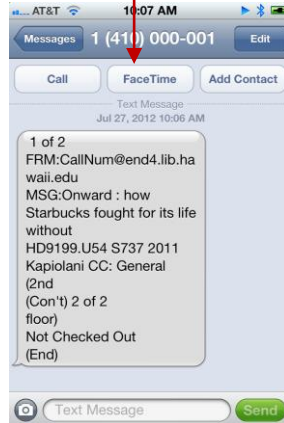 AT&T 10:07 AM
Messages 1 (410) 000-001 Edit
Call FaceTime Add Contact
Text Message
Jul 27, 2012 10:06 AM
1 of 2
FRM:CallNum@end4.lib.ha
waii.edu
MSG:Onward : how
Starbucks fought for its life
without
HD9199.U54 S737 2011
Kapiolani CC: General
(2nd
(Con't) 2 of 2
floor)
Not Checked Out
(End)
Text Message Send